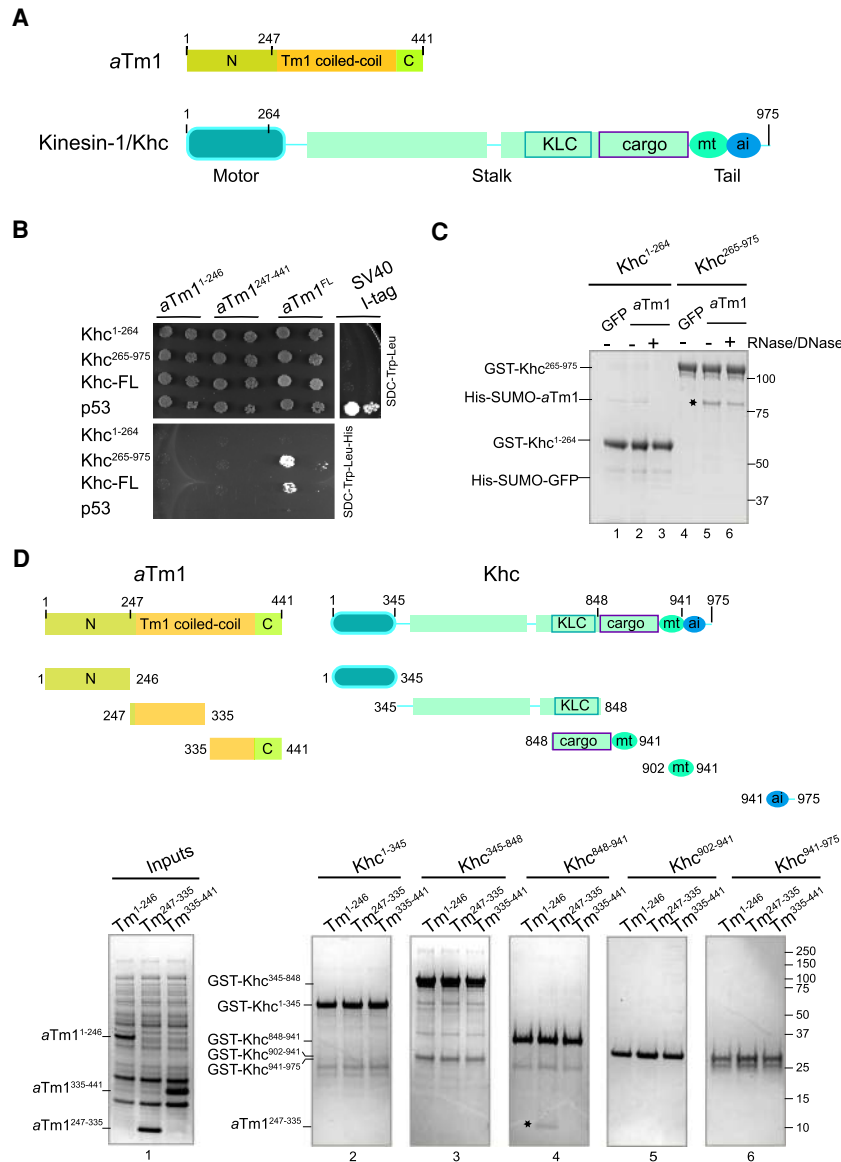 A
1 247 441
aTm1 N Tm1 coiled-coil C
1 264 975
Kinesin-1/Khc KLC cargo mt ai
Motor Stalk Tail
B
aTm1 1-246 aTm1 247-441 aTm1 FL SV40 l-tag
Khc 1-264
Khc 265-975
Khc-FL
p53
SDC-Trp-Leu
Khc 1-264
Khc 265-975
Khc-FL
p53
SDC-Trp-Leu-His
C
Khc 1-264 Khc 265-975
GFP aTm1 GFP aTm1
- - + - - + RNase/DNase
GST-Khc 265-975
100
His-SUMO-aTm1
*
75
GST-Khc 1-264
50
His-SUMO-GFP
37
1 2 3 4 5 6
D
aTm1 Khc
1 247 441 1 345 848 941 975
N Tm1 coiled-coil C KLC cargo mt ai
1 N 246 1 345
247 335 345 KLC 848
335 C 441 848 cargo mt 941
902 mt 941
941 ai 975
Inputs Khc 1-345 Khc 345-848 Khc 848-941 Khc 902-941 Khc 941-975
Tm 1-246 Tm 247-335 Tm 335-441 Tm 1-246 Tm 247-335 Tm 335-441 Tm 1-246 Tm 247-335 Tm 335-441 Tm 1-246 Tm 247-335 Tm 335-441 Tm 1-246 Tm 247-335 Tm 335-441 Tm 1-246 Tm 247-335 Tm 335-441
250
150
GST-Khc 345-848
100
75
GST-Khc 1-345
50
aTm1 1-246
GST-Khc 848-941
37
GST-Khc 902-941
GST-Khc 941-975
25
aTm1 335-441
15
aTm1 247-335
aTm1 247-335
*
10
1 2 3 4 5 6